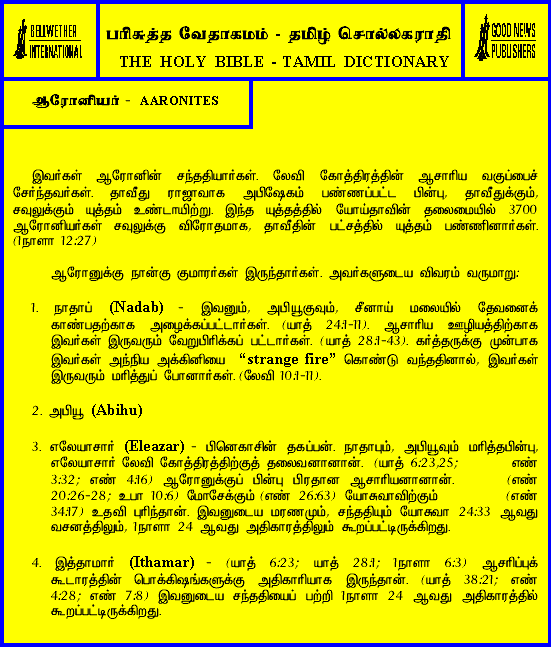 BELLWETHER
INTERNATIONAL
பரிசுத்த வேதாகமம் - தமிழ் சொல்லகராதி
THE HOLY BIBLE - TAMIL DICTIONARY
GOOD NEWS
PUBLISHERS
ஆரோனியர் - AARONITES
இவர்கள் ஆரோனின் சந்ததியார்கள். லேவி கோத்திரத்தின் ஆசாரிய வகுப்பைச்
சேர்ந்தவர்கள். தாவீது ராஜாவாக அபிஷேகம் பண்ணப்பட்ட பின்பு, தாவீதுக்கும்,
சவுலுக்கும் யுத்தம் உண்டாயிற்று. இந்த யுத்தத்தில் யோய்தாவின் தலைமையில் 3700
ஆரோனியர்கள் சவுலுக்கு விரோதமாக, தாவீதின் பட்சத்தில் யுத்தம் பண்ணினார்கள்.
(1நாளா 12:27)
ஆரோனுக்கு நான்கு குமாரர்கள் இருந்தார்கள். அவர்களுடைய விவரம் வருமாறு:
1. நாதாப் (Nadab) - இவனும், அபியூகுவும், சீனாய் மலையில் தேவனைக்
காண்பதற்காக அழைக்கப்பட்டார்கள். (யாத் 24:1-11). ஆசாரிய ஊழியத்திற்காக
இவர்கள் இருவரும் வேறுபிரிக்கப் பட்டார்கள். (யாத் 28:1-43). கர்த்தருக்கு முன்பாக
இவர்கள் அந்நிய அக்கினியை “strange fire” கொண்டு வந்ததினால், இவர்கள்
இருவரும் மரித்துப் போனார்கள். (லேவி 10:1-11).
2. அபியூ (Abihu)
3. எலேயாசார் (Eleazar) - பினெகாசின் தகப்பன். நாதாபும், அபியூவும் மரித்தபின்பு,
எலேயாசார் லேவி கோத்திரத்திற்குத் தலைவனானான். (யாத் 6:23,25; எண்
3:32; எண் 4:16) ஆரோனுக்குப் பின்பு பிரதான ஆசாரியனானான். (எண்
20:26-28; உபா 10:6) மோசேக்கும் (எண் 26:63) யோசுவாவிற்கும் (எண்
34:17) உதவி புரிந்தான். இவனுடைய மரணமும், சந்ததியும் யோசுவா 24:33 ஆவது
வசனத்திலும், 1நாளா 24 ஆவது அதிகாரத்திலும் கூறப்பட்டிருக்கிறது.
4. இத்தாமார் (Ithamar) - (யாத் 6:23; யாத் 28:1; 1நாளா 6:3) ஆசரிப்புக்
கூடாரத்தின் பொக்கிஷங்களுக்கு அதிகாரியாக இருந்தான். (யாத் 38:21; எண்
4:28; எண் 7:8) இவனுடைய சந்ததியைப் பற்றி 1நாளா 24 ஆவது அதிகாரத்தில்
கூறப்பட்டிருக்கிறது.